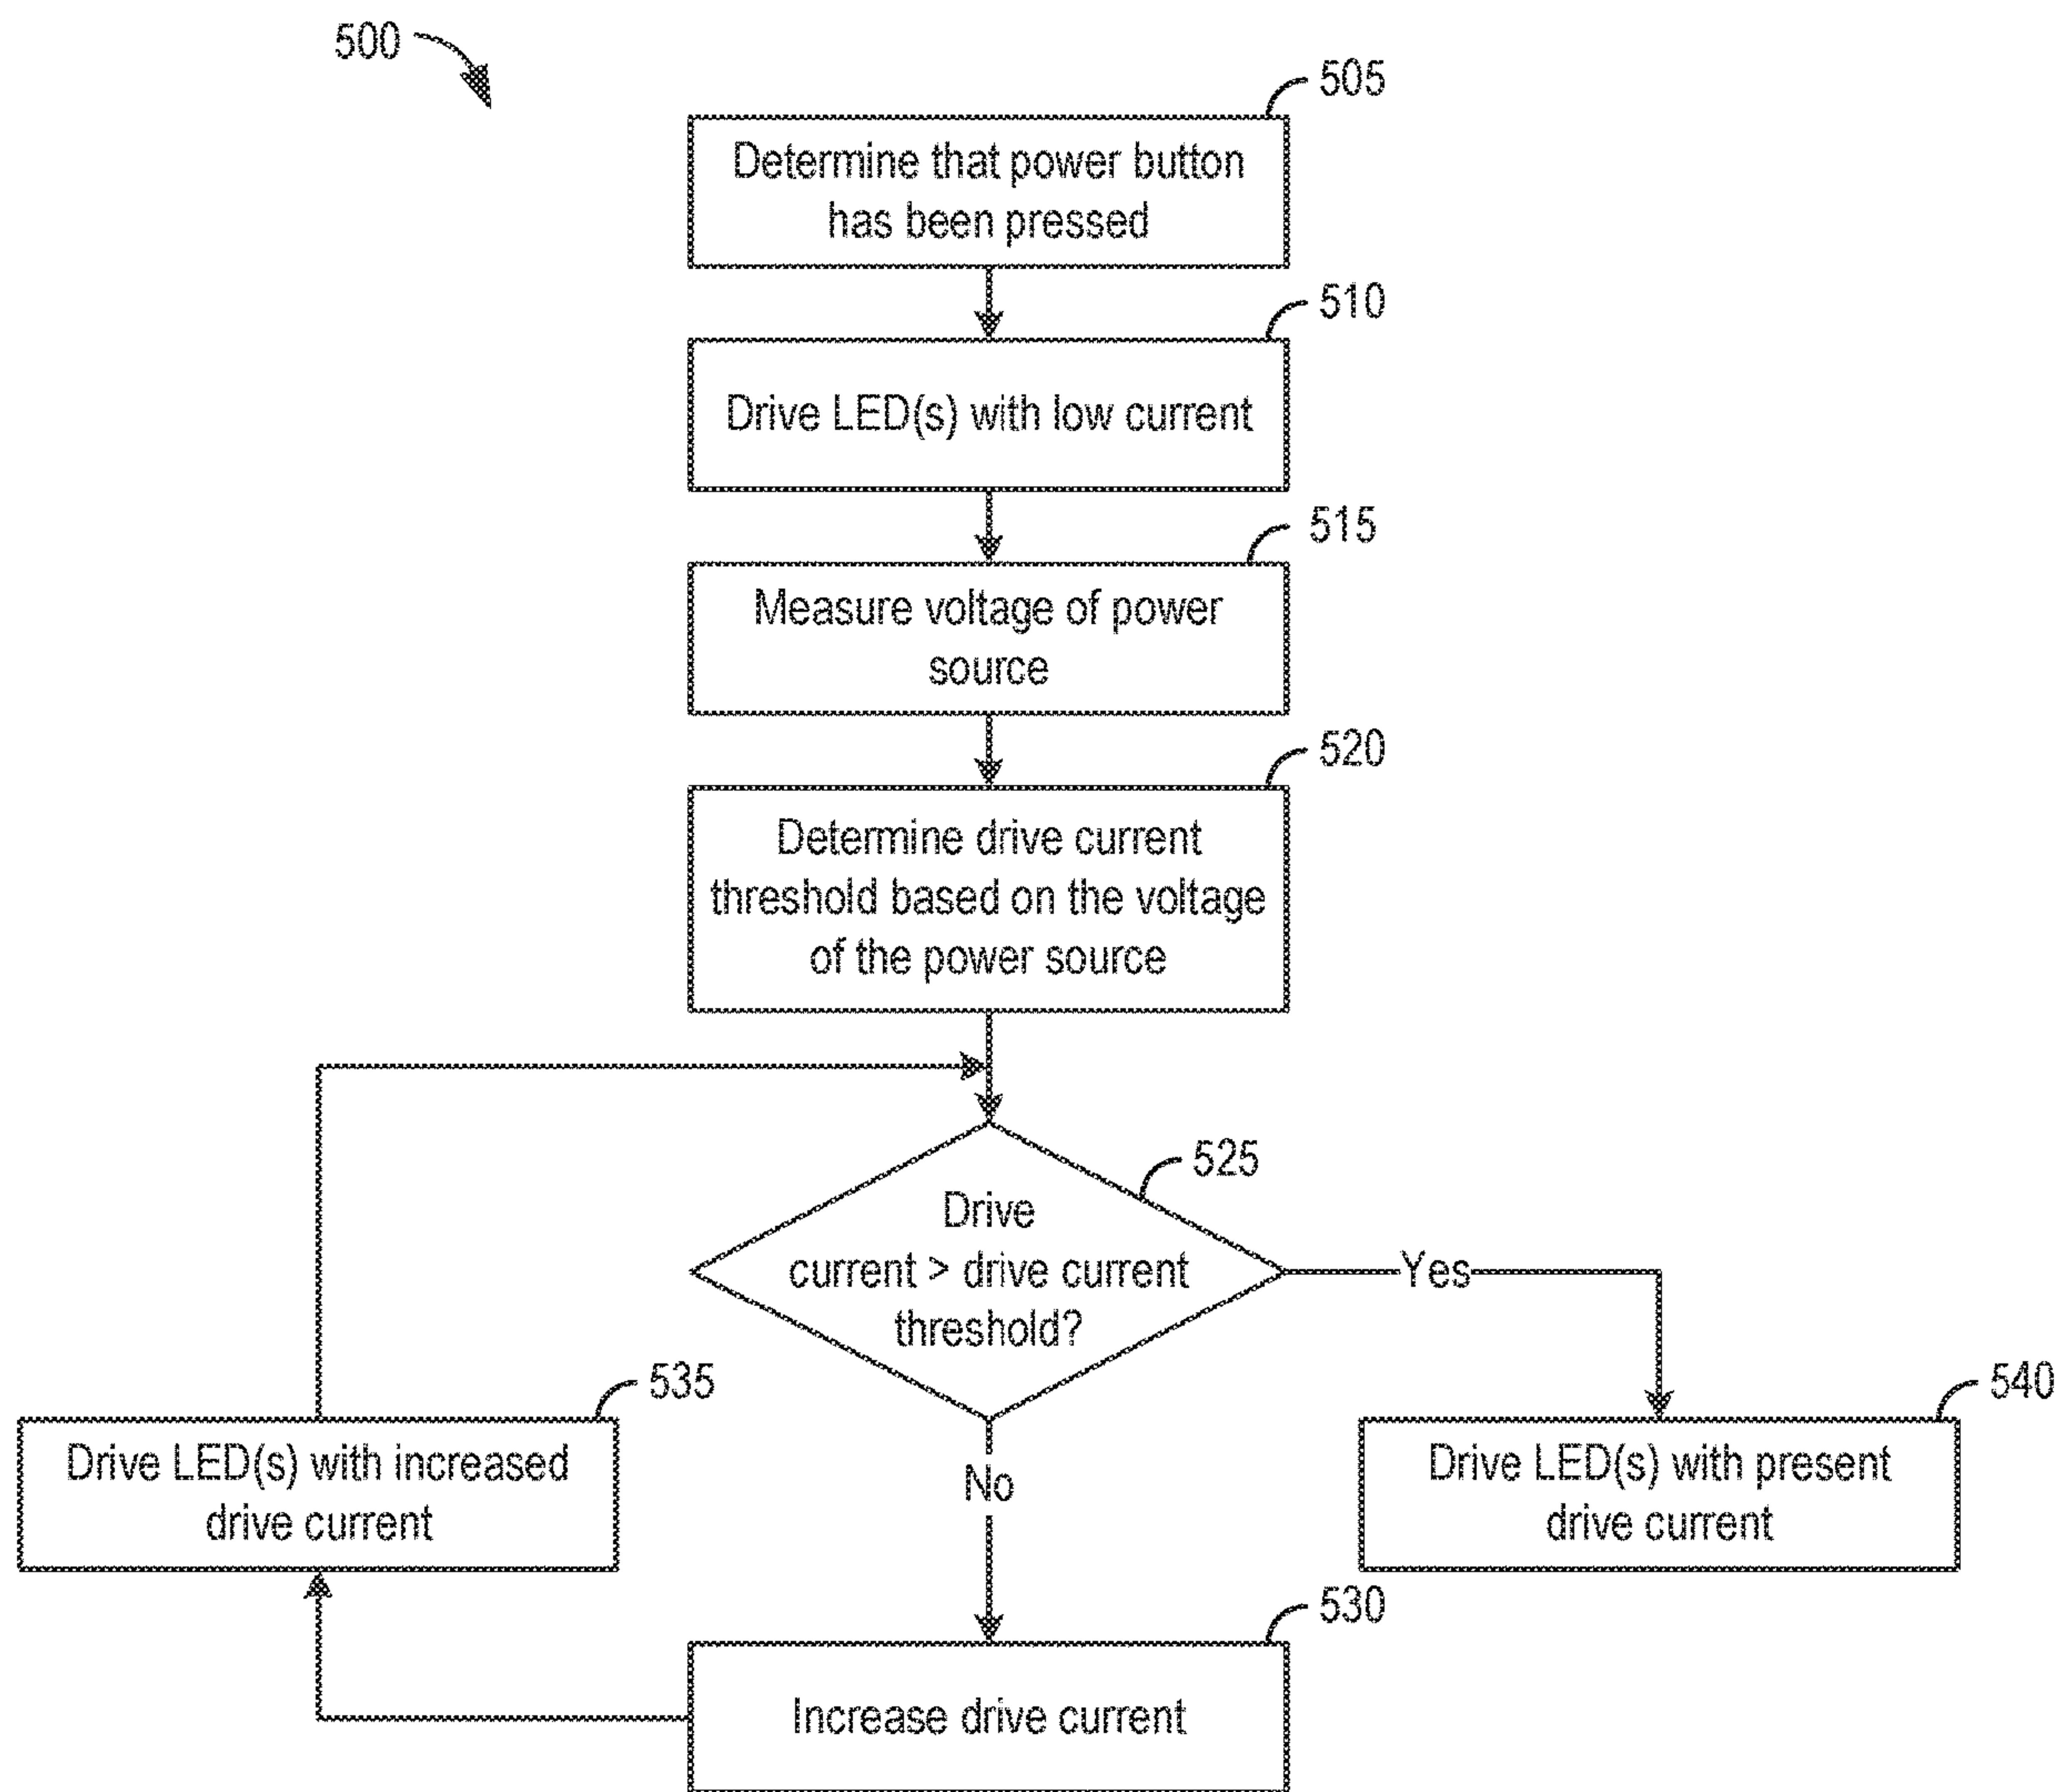 500
505
Determine that power button
has been pressed
510
Drive LED(s) with low current
515
Measure voltage of power
source
520
Determine drive current
threshold based on the voltage
of the power source
525
Drive
current > drive current
threshold?
Yes
No
535
Drive LED(s) with increased
drive current
540
Drive LED(s) with present
drive current
530
Increase drive current